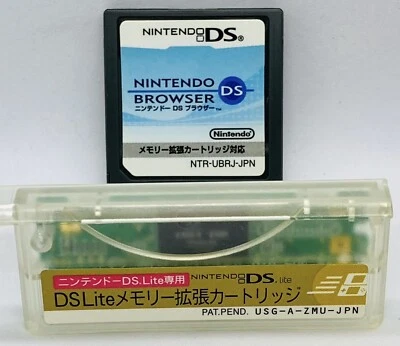 NINTENDO DS®
NINTENDO
BROWSER DS
ニンテンドー DS ブラウザー™
Nintendo
メモリー拡張カートリッジ対応
NTR-UBRJ-JPN
ニンテンドーDS Lite専用 NINTENDO DS Lite
DS Lite メモリー拡張カートリッジ
PAT.PEND. USG-A-ZMU-JPN